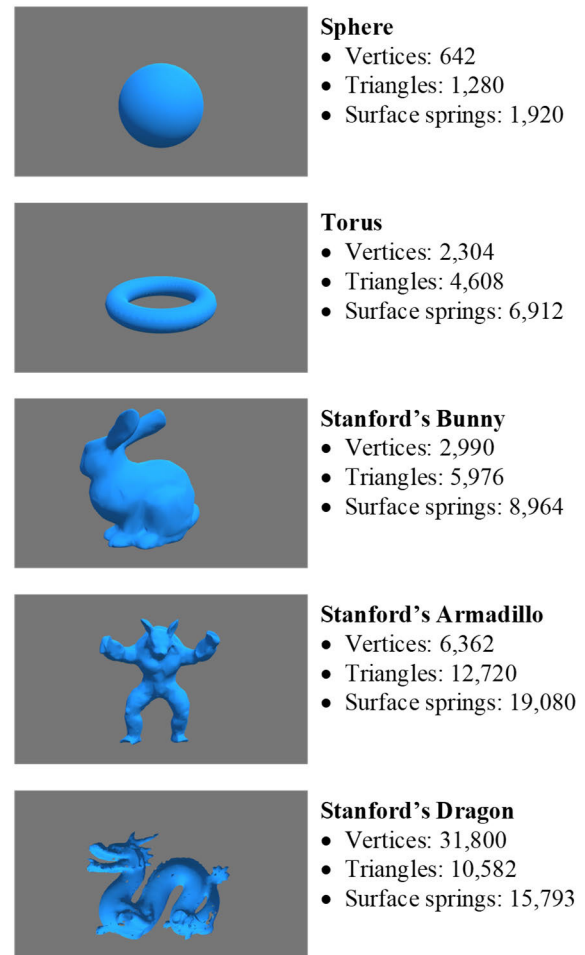 Sphere
• Vertices: 642
• Triangles: 1,280
• Surface springs: 1,920
Torus
• Vertices: 2,304
• Triangles: 4,608
• Surface springs: 6,912
Stanford’s Bunny
• Vertices: 2,990
• Triangles: 5,976
• Surface springs: 8,964
Stanford’s Armadillo
• Vertices: 6,362
• Triangles: 12,720
• Surface springs: 19,080
Stanford’s Dragon
• Vertices: 31,800
• Triangles: 10,582
• Surface springs: 15,793